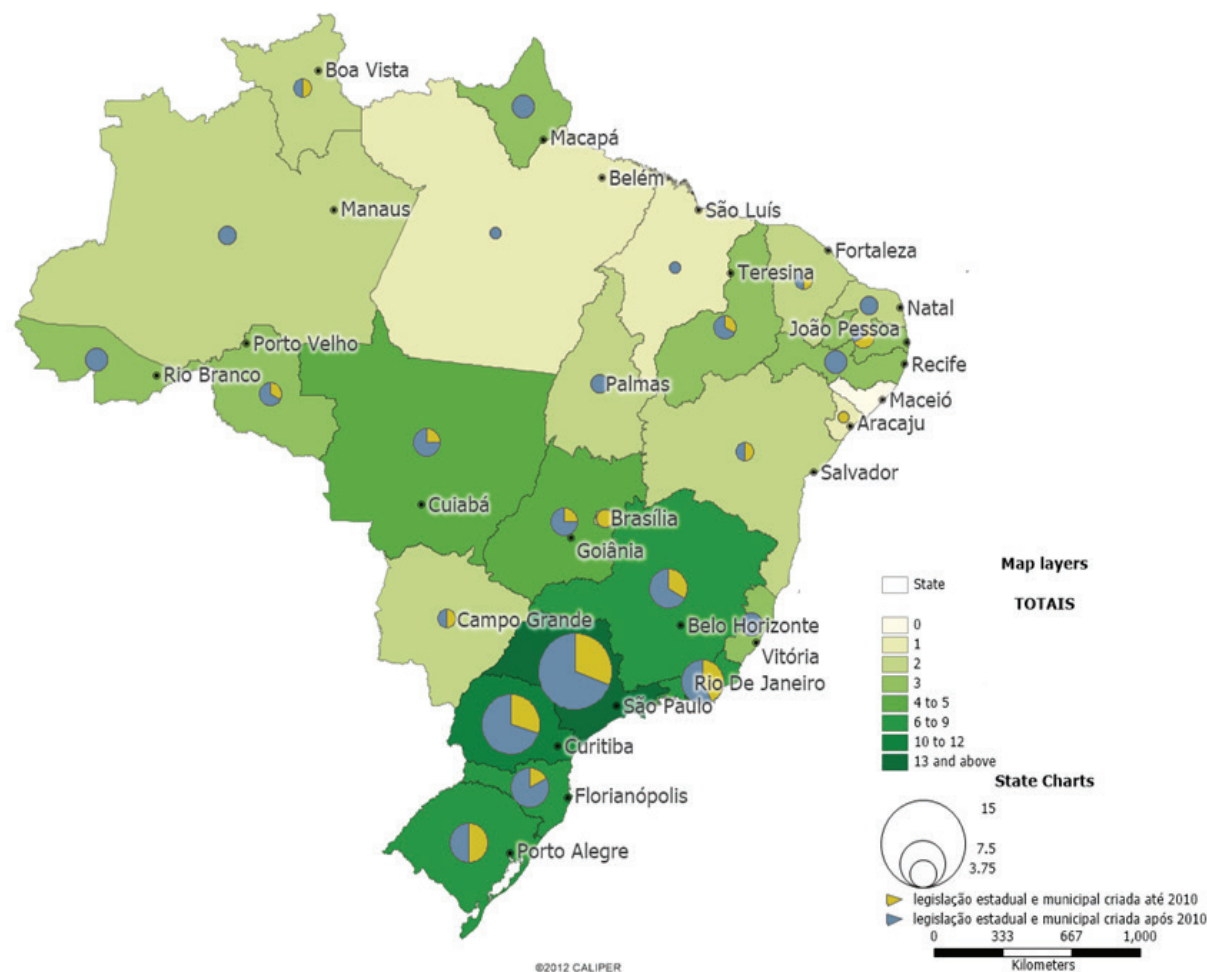 Boa Vista
Macapá
Belém
Manaus
São Luís
Fortaleza
Teresina
Natal
João Pessoa
Porto Velho
Recife
Rio Branco
Palmas
Maceió
Aracaju
Salvador
Cuiabá
Brasília
Goiânia
Campo Grande
Belo Horizonte
Vitória
Rio De Janeiro
São Paulo
Curitiba
Florianópolis
Porto Alegre
Map layers
State
TOTAIS
0
1
2
3
4 to 5
6 to 9
10 to 12
13 and above
State Charts
15
7.5
3.75
legislação estadual e municipal criada até 2010
legislação estadual e municipal criada após 2010
0 333 667 1,000
Kilometers
©2012 CALIPER